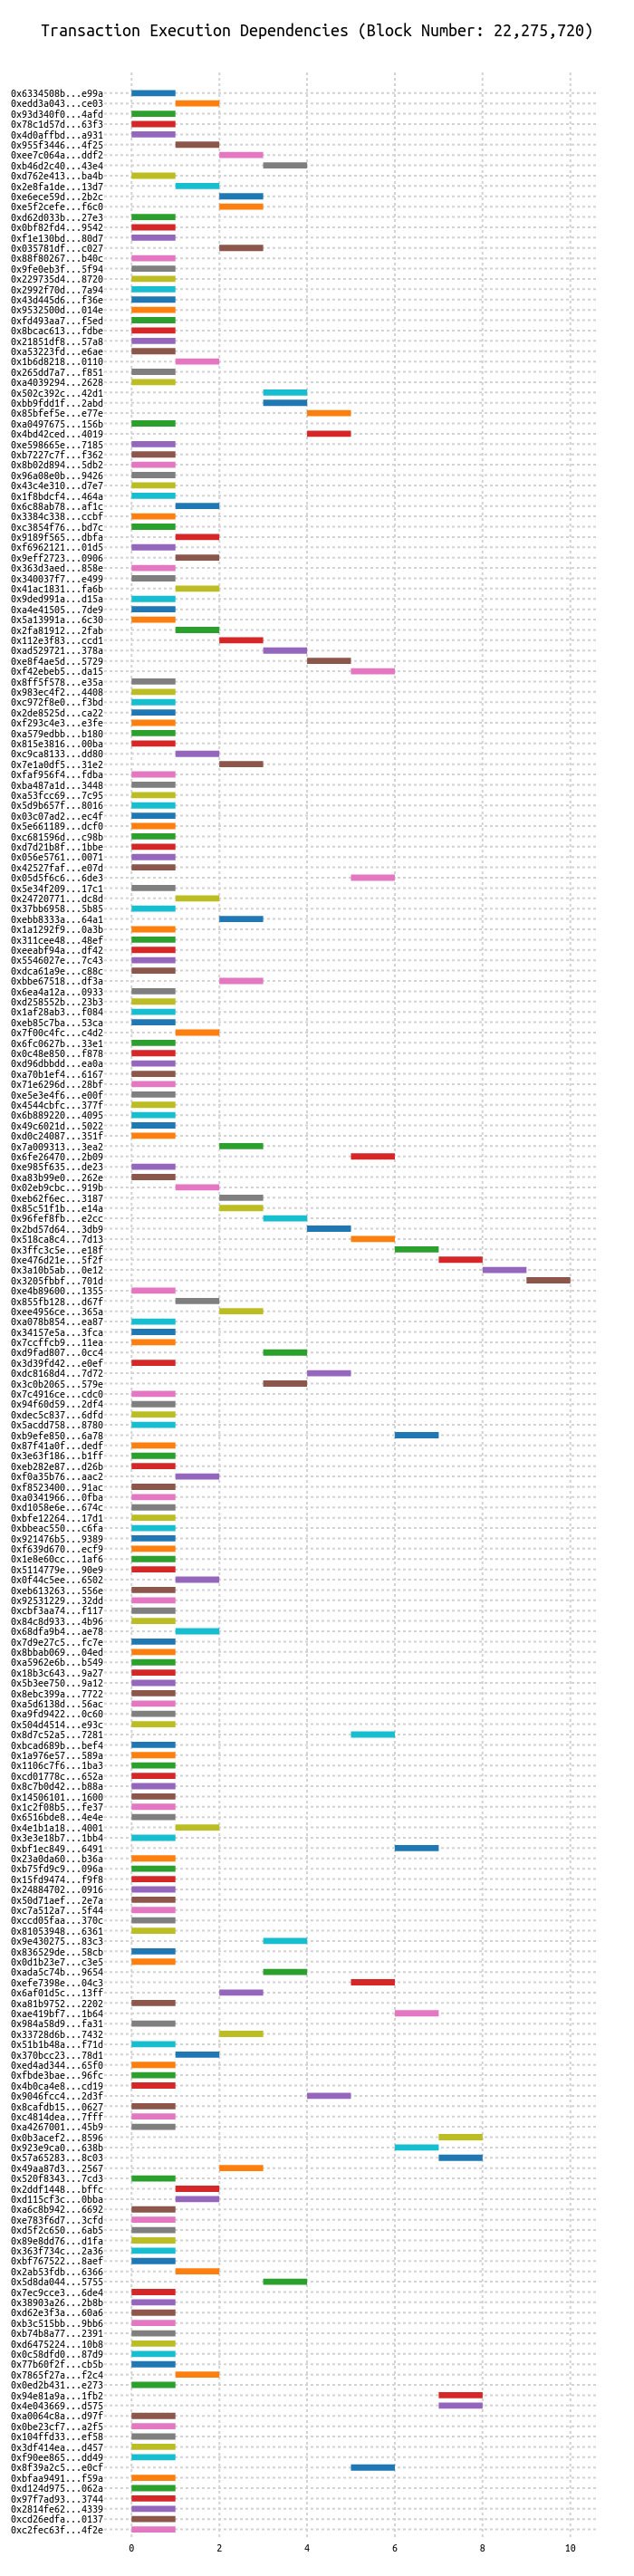 Transaction Execution Dependencies (Block Number: 22,275,720)
0x6334508b...e99a
0xedd3a043...ce03
0x93d340f0...4afd
0x78c1d57d...63f3
0x4d0affbd...a931
0x955f3446...4f25
0xee7c064a...ddf2
0xb46d2c40...43e4
0xd762e413...ba4b
0x2e8fa1de...13d7
0xe6ece59d...2b2c
0xe5f2cefe...f6c0
0xd62d033b...27e3
0x0bf82fd4...9542
0xf1e130bd...80d7
0x035781df...c027
0x88f80267...b40c
0x9fe0eb3f...5f94
0x229735d4...8720
0x2992f70d...7a94
0x43d445d6...f36e
0x9532500d...014e
0xfd493aa7...f5ed
0x8bcac613...fdbe
0x21851df8...57a8
0xa53223fd...e6ae
0x1b6d8218...0110
0x265dd7a7...f851
0xa4039294...2628
0x502c392c...42d1
0xbb9fdd1f...2abd
0x85bfef5e...e77e
0xa0497675...156b
0x4bd42ced...4019
0xe598665e...7185
0xb7227c7f...f362
0x8b02d894...5db2
0x96a08e0b...9426
0x43c4e310...d7e7
0x1f8bdcf4...464a
0x6c88ab78...af1c
0x3384c338...ccbf
0xc3854f76...bd7c
0x9189f565...dbfa
0xf6962121...01d5
0x9eff2723...0906
0x363d3aed...858e
0x340037f7...e499
0x41ac1831...fa6b
0x9ded991a...d15a
0xa4e41505...7de9
0x5a13991a...6c30
0x2fa81912...2fab
0x112e3f83...ccd1
0xad529721...378a
0xe8f4ae5d...5729
0xf42ebeb5...da15
0x8ff5f578...e35a
0x983ec4f2...4408
0xc972f8e0...f3bd
0x2de8525d...ca22
0xf293c4e3...e3fe
0xa579edbb...b180
0x815e3816...00ba
0xc9ca8133...dd80
0x7e1a0df5...31e2
0xfaf956f4...fdba
0xba487a1d...3448
0xa53fcc69...7c95
0x5d9b657f...8016
0x03c07ad2...ec4f
0x5e661189...dcf0
0xc681596d...c98b
0xd7d21b8f...1bbe
0x056e5761...0071
0x42527faf...e07d
0x05d5f6c6...6de3
0x5e34f209...17c1
0x24720771...dc8d
0x37bb6958...5b85
0xebb8333a...64a1
0x1a1292f9...0a3b
0x311cee48...48ef
0xeeabf94a...df42
0x5546027e...7c43
0xdca61a9e...c88c
0xbbe67518...df3a
0x6ea4a12a...0933
0xd258552b...23b3
0x1af28ab3...f084
0xeb85c7ba...53ca
0x7f00c4fc...c4d2
0x6fc0627b...33e1
0x0c48e850...f878
0xd96dbbdd...ea0a
0xa70b1ef4...6167
0x71e6296d...28bf
0xe5e3e4f6...e00f
0x4544cbfc...377f
0x6b889220...4095
0x49c6021d...5022
0xd0c24087...351f
0x7a009313...3ea2
0x6fe26470...2b09
0xe985f635...de23
0xa83b99e0...262e
0x02eb9cbc...919b
0xeb62f6ec...3187
0x85c51f1b...e14a
0x96fef8fb...e2cc
0x2bd57d64...3db9
0x518ca8c4...7d13
0x3ffc3c5e...e18f
0xe476d21e...5f2f
0x3a10b5ab...0e12
0x3205fbbf...701d
0xe4b89600...1355
0x855fb128...d67f
0xee4956ce...365a
0xa078b854...ea87
0x34157e5a...3fca
0x7ccffcb9...11ea
0xd9fad807...0cc4
0x3d39fd42...e0ef
0xdc8168d4...7d72
0x3c0b2065...579e
0x7c4916ce...cdc0
0x94f60d59...2df4
0xdec5c837...6dfd
0x5acdd758...8780
0xb9efe850...6a78
0x87f41a0f...dedf
0x3e63f186...b1ff
0xeb282e87...d26b
0xf0a35b76...aac2
0xf8523400...91ac
0xa0341966...0fba
0xd1058e6e...674c
0xbfe12264...17d1
0xbbeac550...c6fa
0x921476b5...9389
0xf639d670...ecf9
0x1e8e60cc...1af6
0x5114779e...90e9
0x0f44c5ee...6502
0xeb613263...556e
0x92531229...32dd
0xcbf3aa74...f117
0x84c8d933...4b96
0x68dfa9b4...ae78
0x7d9e27c5...fc7e
0x8bbab069...04ed
0xa5962e6b...b549
0x18b3c643...9a27
0x5b3ee750...9a12
0x8ebc399a...7722
0xa5d6138d...56ac
0xa9fd9422...0c60
0x504d4514...e93c
0x8d7c52a5...7281
0xbcad689b...bef4
0x1a976e57...589a
0x1106c7f6...1ba3
0xcd01778c...652a
0x8c7b0d42...b88a
0x14506101...1600
0x1c2f08b5...fe37
0x6516bde8...4e4e
0x4e1b1a18...4001
0x3e3e18b7...1bb4
0xbf1ec849...6491
0x23a0da60...b36a
0xb75fd9c9...096a
0x15fd9474...f9f8
0x24884702...0916
0x50d71aef...2e7a
0xc7a512a7...5f44
0xccd05faa...370c
0x81053948...6361
0x9e430275...83c3
0x836529de...58cb
0x0d1b23e7...c3e5
0xada5c74b...9654
0xefe7398e...04c3
0x6af01d5c...13ff
0xa81b9752...2202
0xae419bf7...1b64
0x984a58d9...fa31
0x33728d6b...7432
0x51b1b48a...f71d
0x370bcc23...78d1
0xed4ad344...65f0
0xfbde3bae...96fc
0x4b0ca4e8...cd19
0x9046fcc4...2d3f
0x8cafdb15...0627
0xc4814dea...7fff
0xa4267001...45b9
0x0b3acef2...8596
0x923e9ca0...638b
0x57a65283...8c03
0x49aa87d3...2567
0x520f8343...7cd3
0x2ddf1448...bffc
0xd115cf3c...0bba
0xa6c8b942...6692
0xe783f6d7...3cfd
0xd5f2c650...6ab5
0x89e8dd76...d1fa
0x363f734c...2a36
0xbf767522...8aef
0x2ab53fdb...6366
0x5d8da044...5755
0x7ec9cce3...6de4
0x38903a26...2b8b
0xd62e3f3a...60a6
0xb3c515bb...9bb6
0xb74b8a77...2391
0xd6475224...10b8
0x0c58dfd0...87d9
0x77b60f2f...cb5b
0x7865f27a...f2c4
0x0ed2b431...e273
0x94e81a9a...1fb2
0x4e043669...d575
0xa0064c8a...d97f
0x0be23cf7...a2f5
0x104ffd33...ef58
0x3df414ea...d457
0xf90ee865...dd49
0x8f39a2c5...e0cf
0xbfaa9491...f59a
0xd124d975...062a
0x97f7ad93...3744
0x2814fe62...4339
0xcd26edfa...0137
0xc2fec63f...4f2e
0 2 4 6 8 10